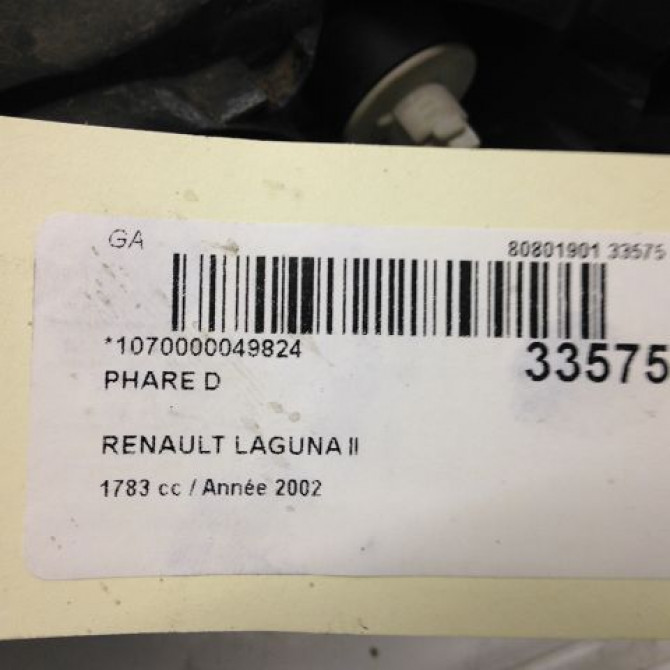 GA
80801901 33575
*1070000049824
33575
PHARE D
RENAULT LAGUNA II
1783 cc / Année 2002